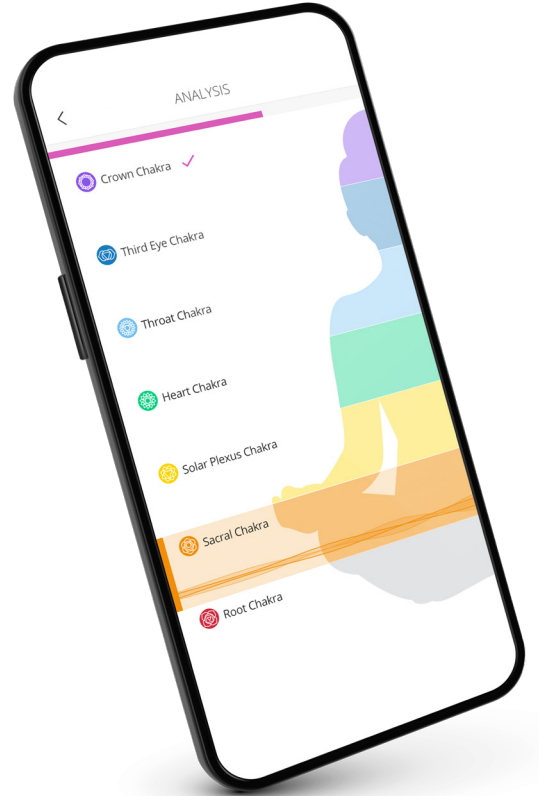 ANALYSIS
Crown Chakra
Third Eye Chakra
Throat Chakra
Heart Chakra
Solar Plexus Chakra
Sacral Chakra
Root Chakra